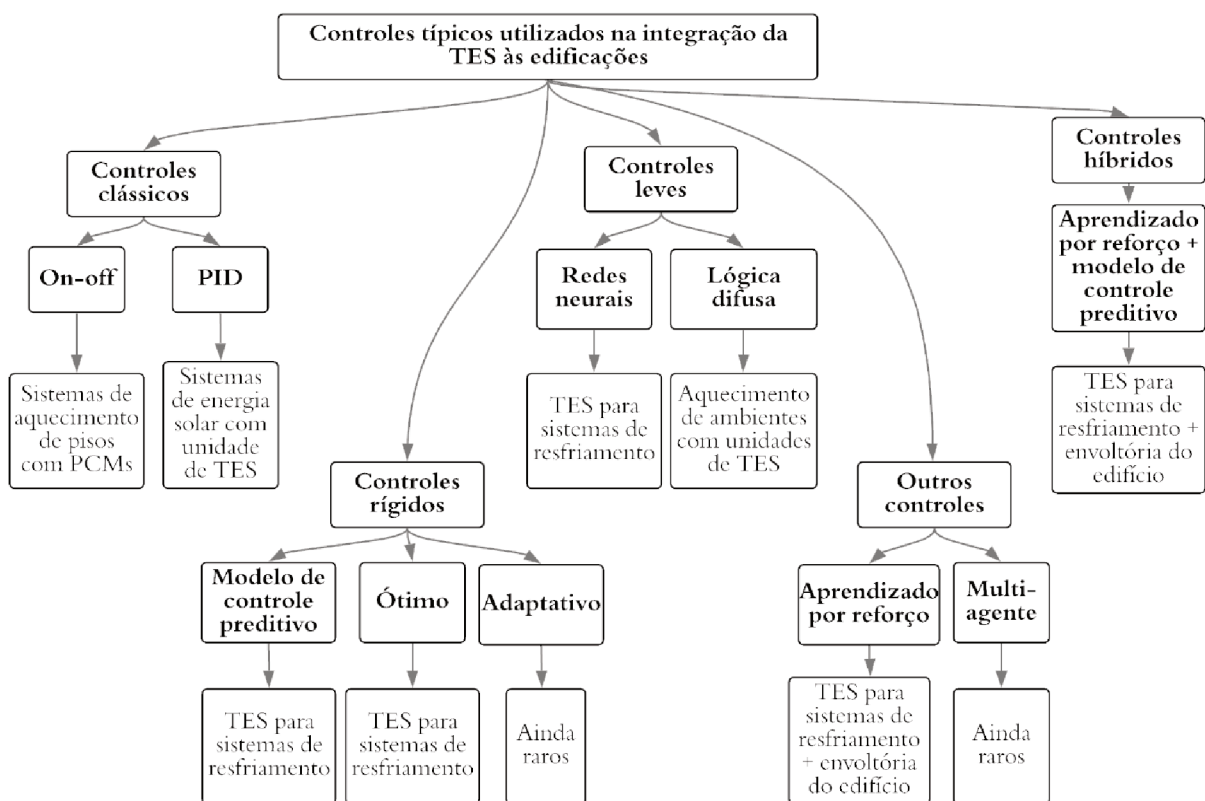 Controles típicos utilizados na integração da
TES às edificações
Controles
clássicos
On-off
PID
Sistemas de
aquecimento
de pisos
com PCMs
Sistemas
de energia
solar com
unidade
de TES
Controles
rígidos
Modelo de
controle
preditivo
Ótimo
Adaptativo
TES para
sistemas de
resfriamento
TES para
sistemas de
resfriamento
Ainda
raros
Controles
leves
Redes
neurais
Lógica
difusa
TES para
sistemas de
resfriamento
Aquecimento
de ambientes
com unidades
de TES
Outros
controles
Aprendizado
por reforço
Multi-
agente
TES para
sistemas de
resfriamento
+ envoltória
do edifício
Ainda
raros
Controles
híbridos
Aprendizado
por reforço +
modelo de
controle
preditivo
TES para
sistemas de
resfriamento +
envoltória do
edifício